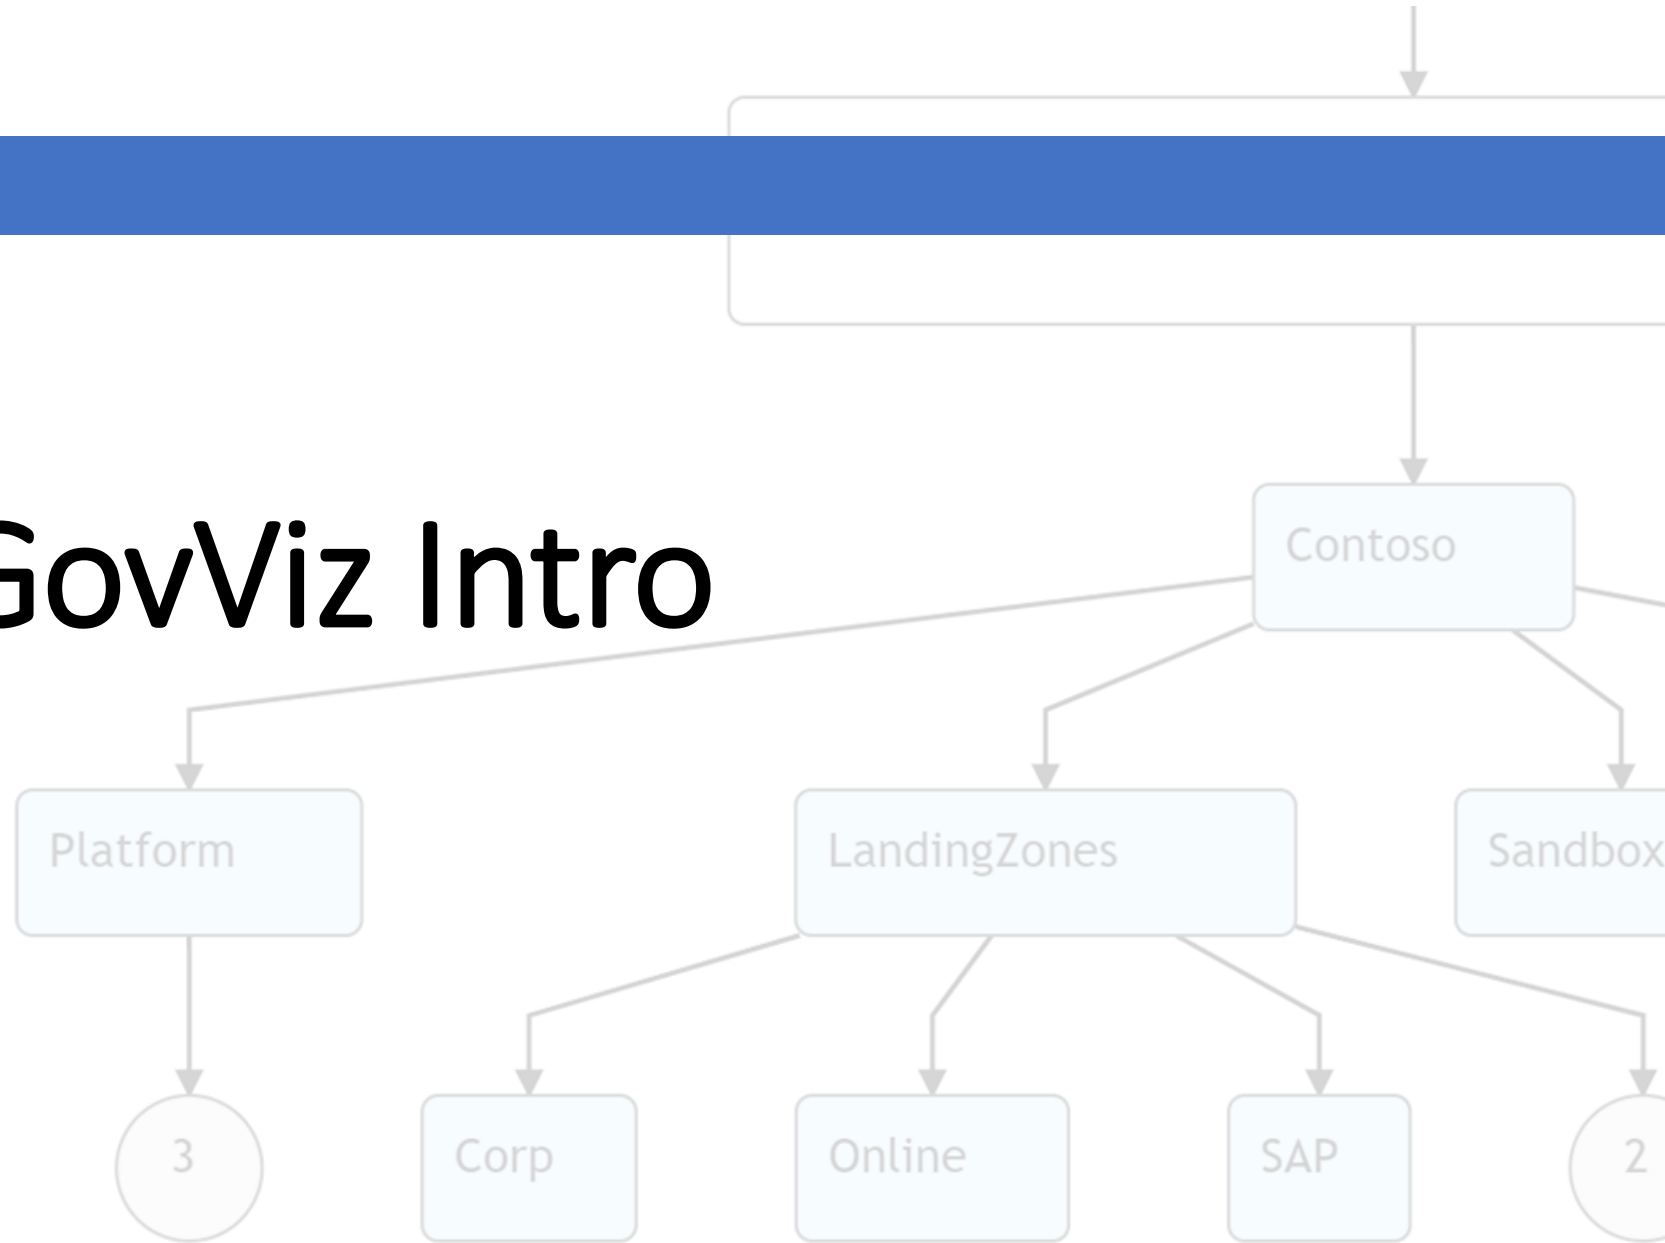 Contoso
GovViz Intro
Platform
LandingZones
Sandbox
3
Corp
Online
SAP
2